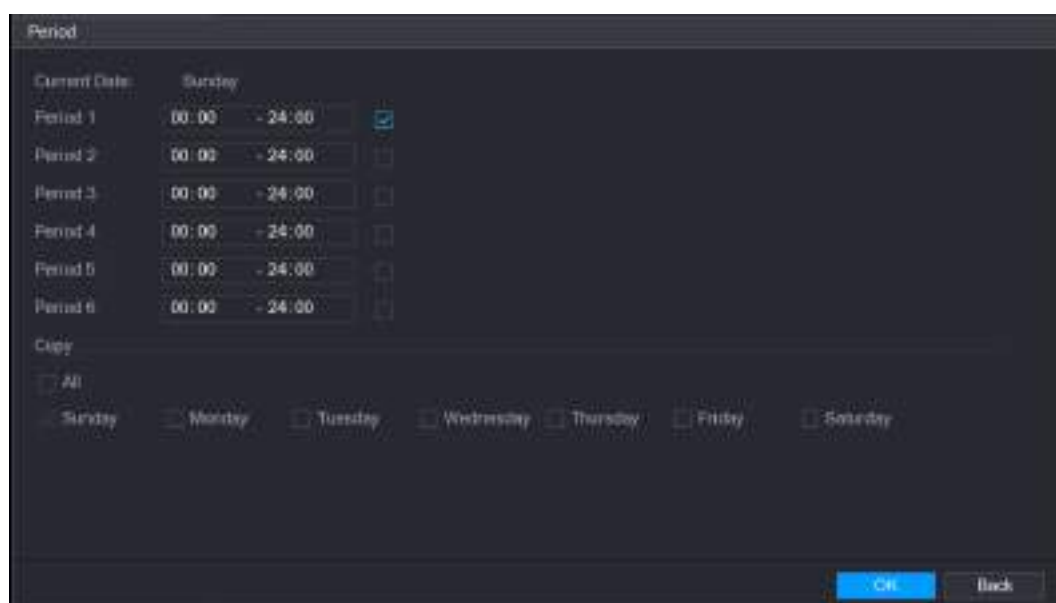 Period
Current Date: Sunday
Period 1 00:00 - 24:00
Period 2 00:00 - 24:00
Period 3 00:00 - 24:00
Period 4 00:00 - 24:00
Period 5 00:00 - 24:00
Period 6 00:00 - 24:00
Copy
All
Sunday Monday Tuesday Wednesday Thursday Friday Saturday
OK Back